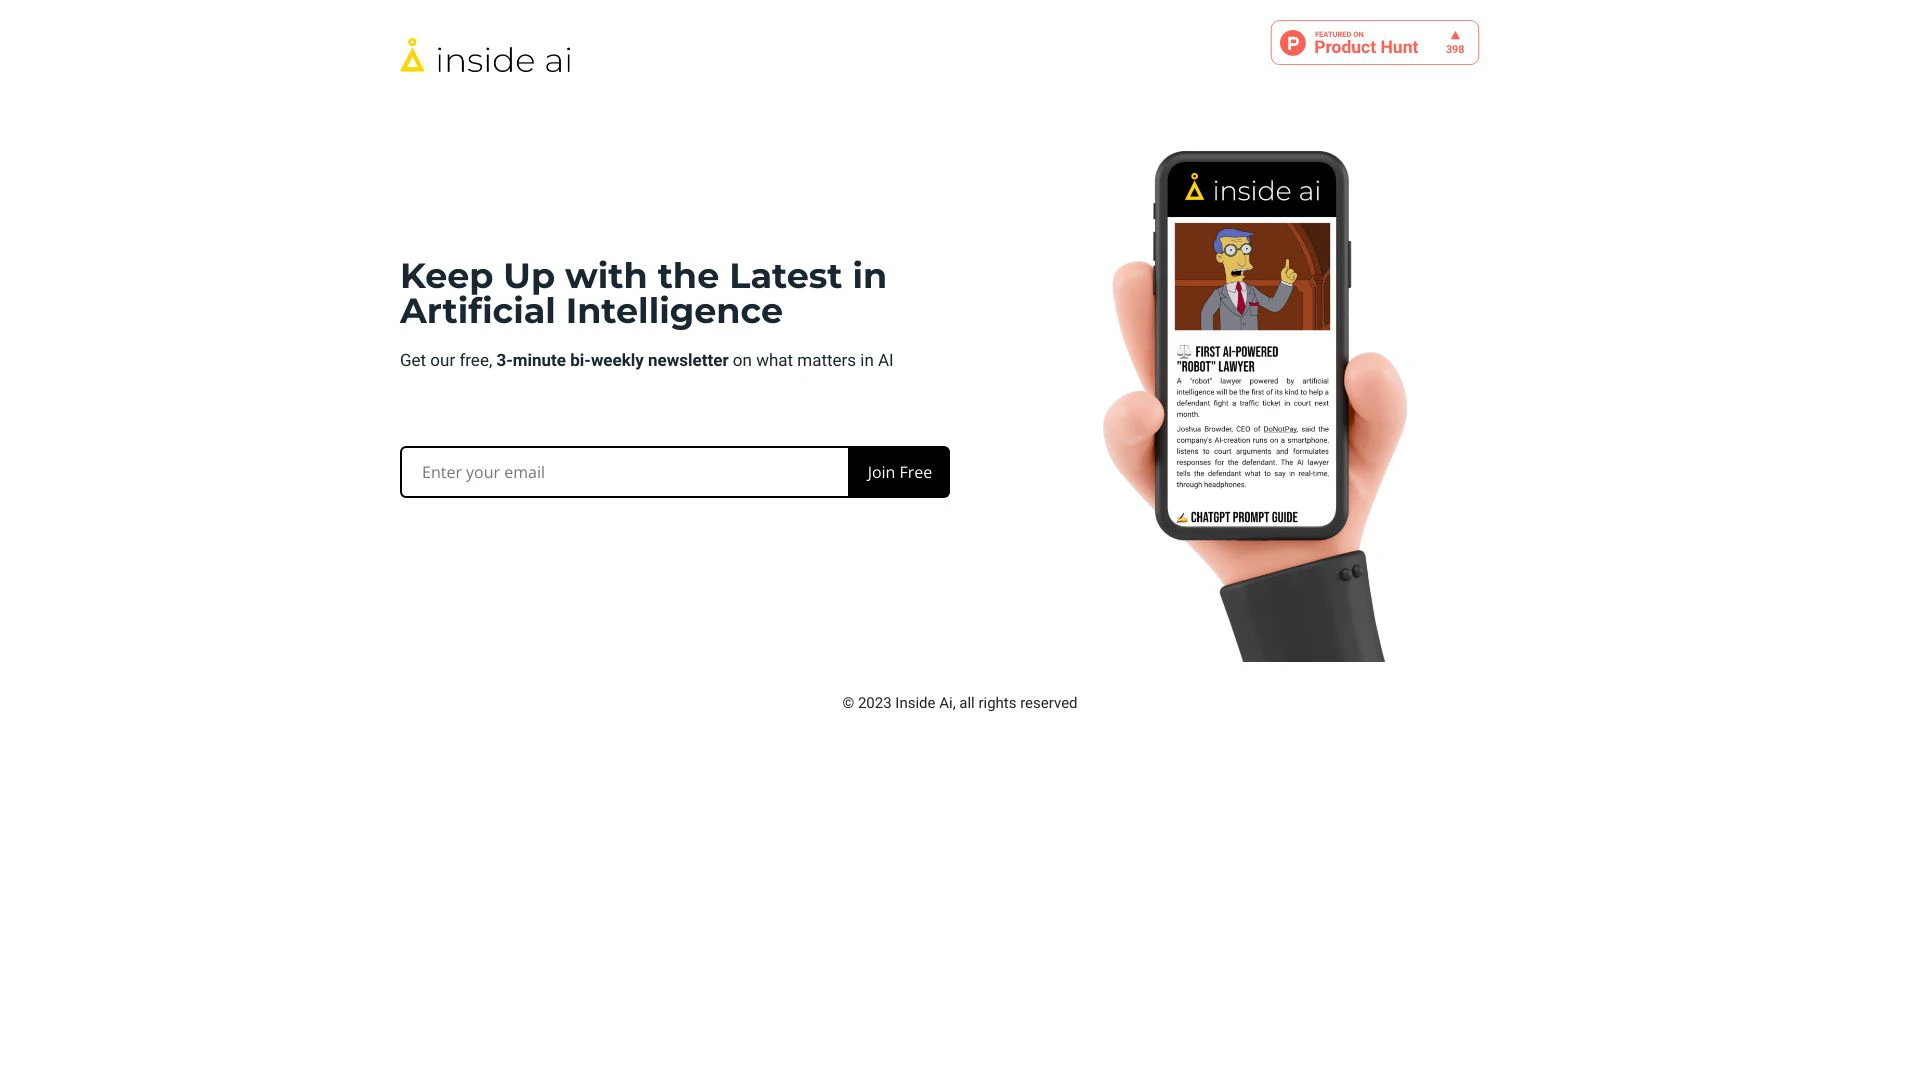 inside ai
FEATURED ON
Product Hunt
398
Keep Up with the Latest in
Artificial Intelligence
Get our free, 3-minute bi-weekly newsletter on what matters in AI
Enter your email
Join Free
inside ai
FIRST AI-POWERED
"ROBOT" LAWYER
A "robot" lawyer powered by artificial
intelligence will be the first of its kind to help a
defendant fight a traffic ticket in court next
month.
Joshua Browder, CEO of DoNotPay, said the
company's AI-creation runs on a smartphone,
listens to court arguments and formulates
responses for the defendant. The AI lawyer
tells the defendant what to say in real-time,
through headphones.
CHATGPT PROMPT GUIDE
© 2023 Inside Ai, all rights reserved